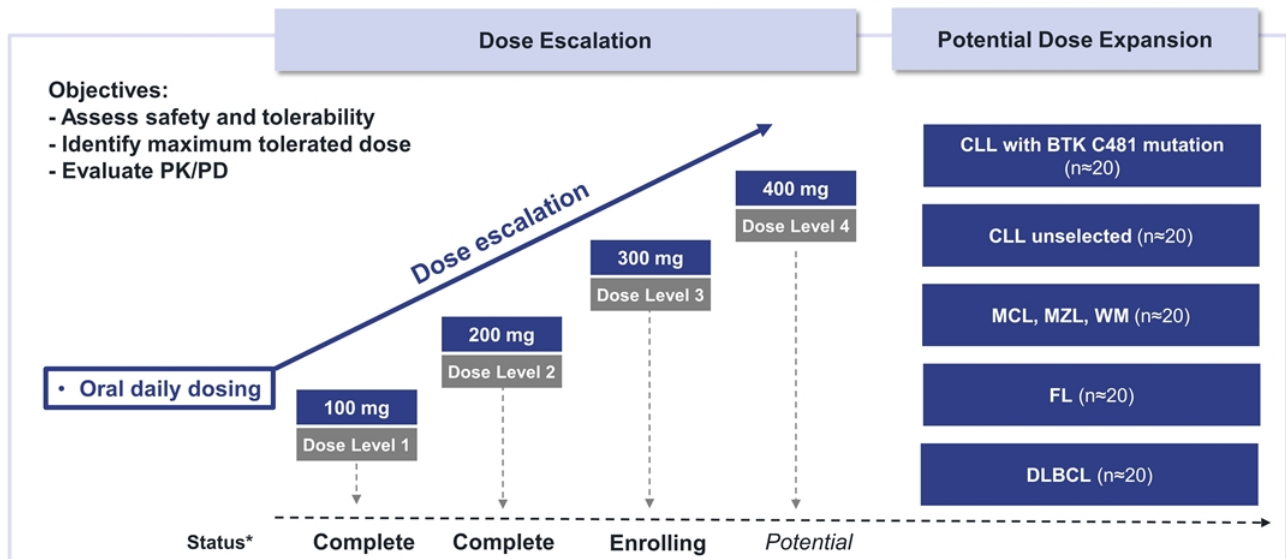 Dose Escalation
Potential Dose Expansion
Objectives:
- Assess safety and tolerability
- Identify maximum tolerated dose
- Evaluate PK/PD
Dose escalation
• Oral daily dosing
100 mg
Dose Level 1
200 mg
Dose Level 2
300 mg
Dose Level 3
400 mg
Dose Level 4
CLL with BTK C481 mutation
(n≈20)
CLL unselected (n≈20)
MCL, MZL, WM (n≈20)
FL (n≈20)
DLBCL (n≈20)
Status*
Complete
Complete
Enrolling
Potential